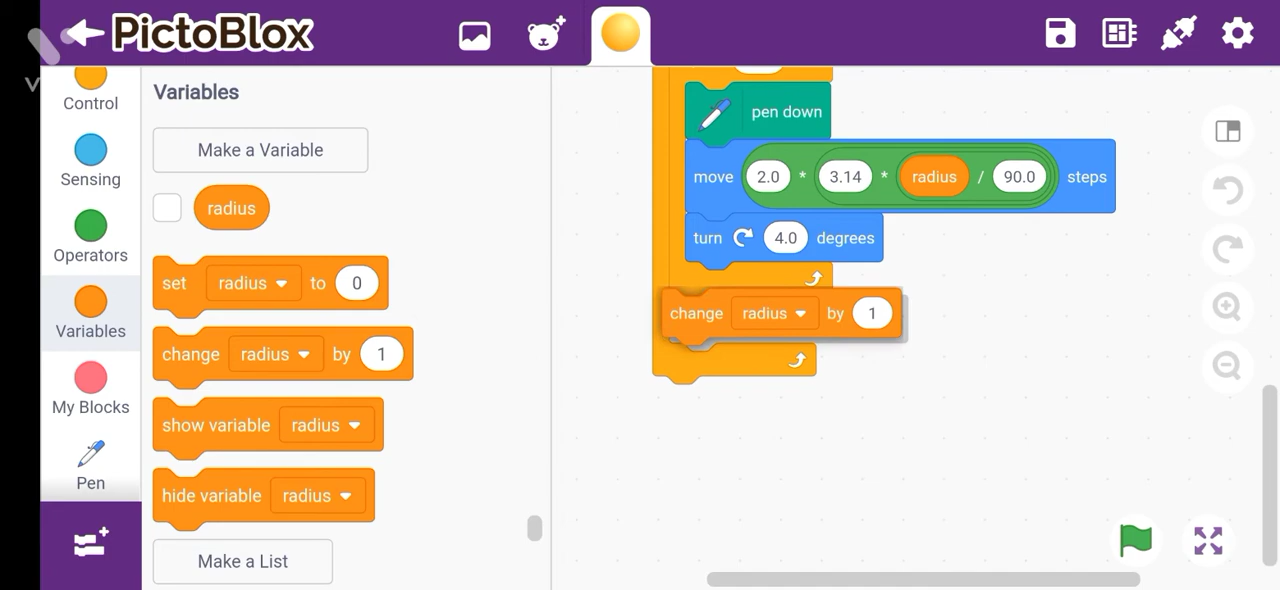 PictoBlox
V
Control
Sensing
Operators
Variables
My Blocks
Pen
Variables
Make a Variable
radius
set radius to 0
change radius by 1
show variable radius
hide variable radius
Make a List
pen down
move 2.0 * 3.14 * radius / 90.0 steps
turn 4.0 degrees
change radius by 1